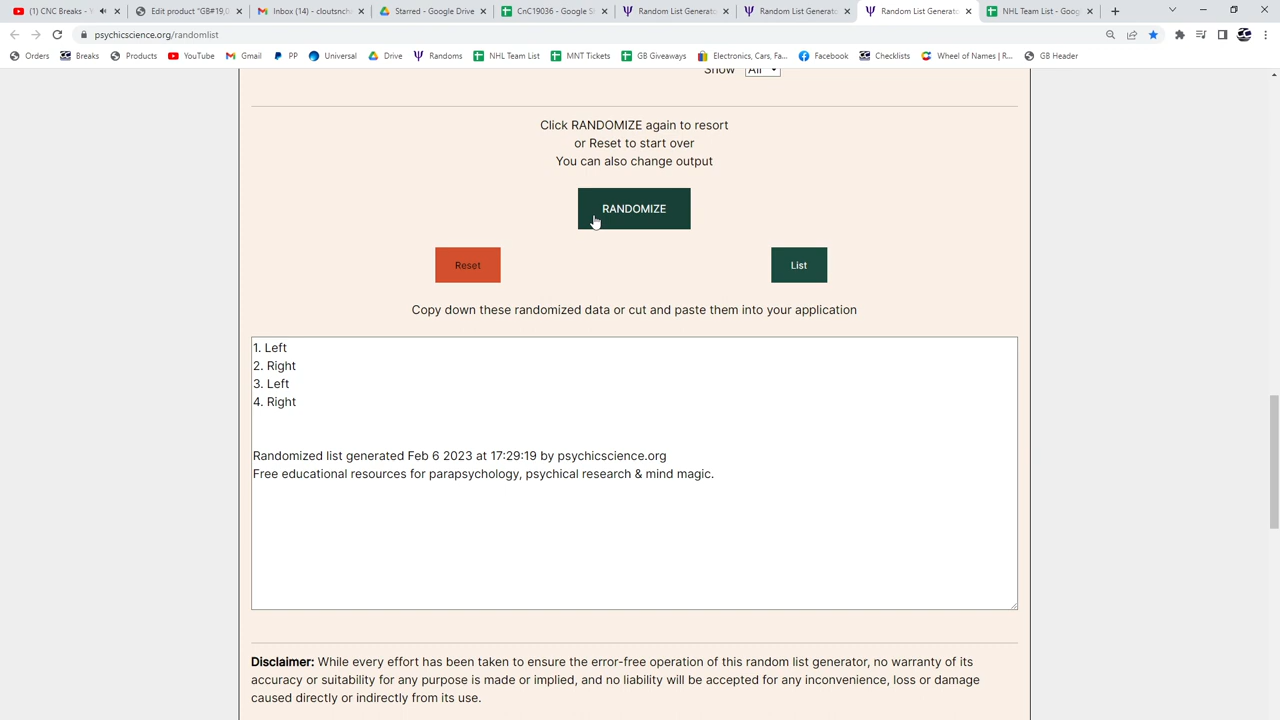 (1) CNC Breaks -
Edit product "GB#19,0
Inbox (14) - cloutsnch
Starred - Google Drive
CnC19036 - Google S
Random List Generato
Random List Generato
Random List Generato
NHL Team List - Goog
psychicscience.org/randomlist
Orders
Breaks
Products
YouTube
Gmail
PP
Universal
Drive
Randoms
NHL Team List
MNT Tickets
GB Giveaways
Electronics, Cars, Fa...
Facebook
Checklists
Wheel of Names | R...
GB Header
Show All
Click RANDOMIZE again to resort
or Reset to start over
You can also change output
RANDOMIZE
Reset
List
Copy down these randomized data or cut and paste them into your application
1. Left
2. Right
3. Left
4. Right
Randomized list generated Feb 6 2023 at 17:29:19 by psychicscience.org
Free educational resources for parapsychology, psychical research & mind magic.
Disclaimer: While every effort has been taken to ensure the error-free operation of this random list generator, no warranty of its
accuracy or suitability for any purpose is made or implied, and no liability will be accepted for any inconvenience, loss or damage
caused directly or indirectly from its use.